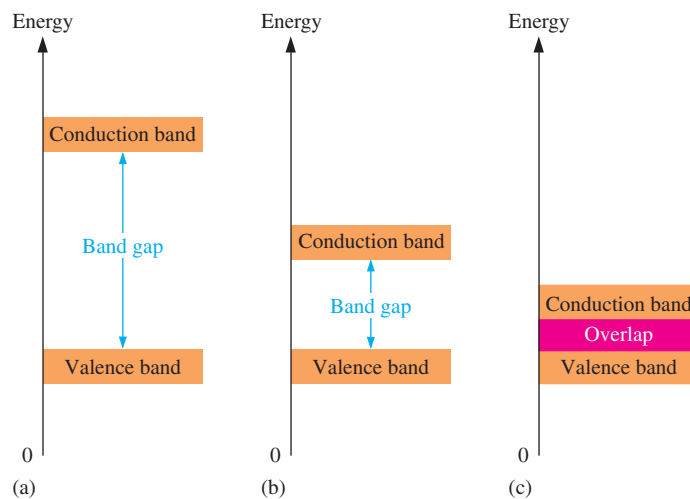 Energy
Conduction band
Band gap
Valence band
0
(a)
Energy
Conduction band
Band gap
Valence band
0
(b)
Energy
Conduction band
Overlap
Valence band
0
(c)